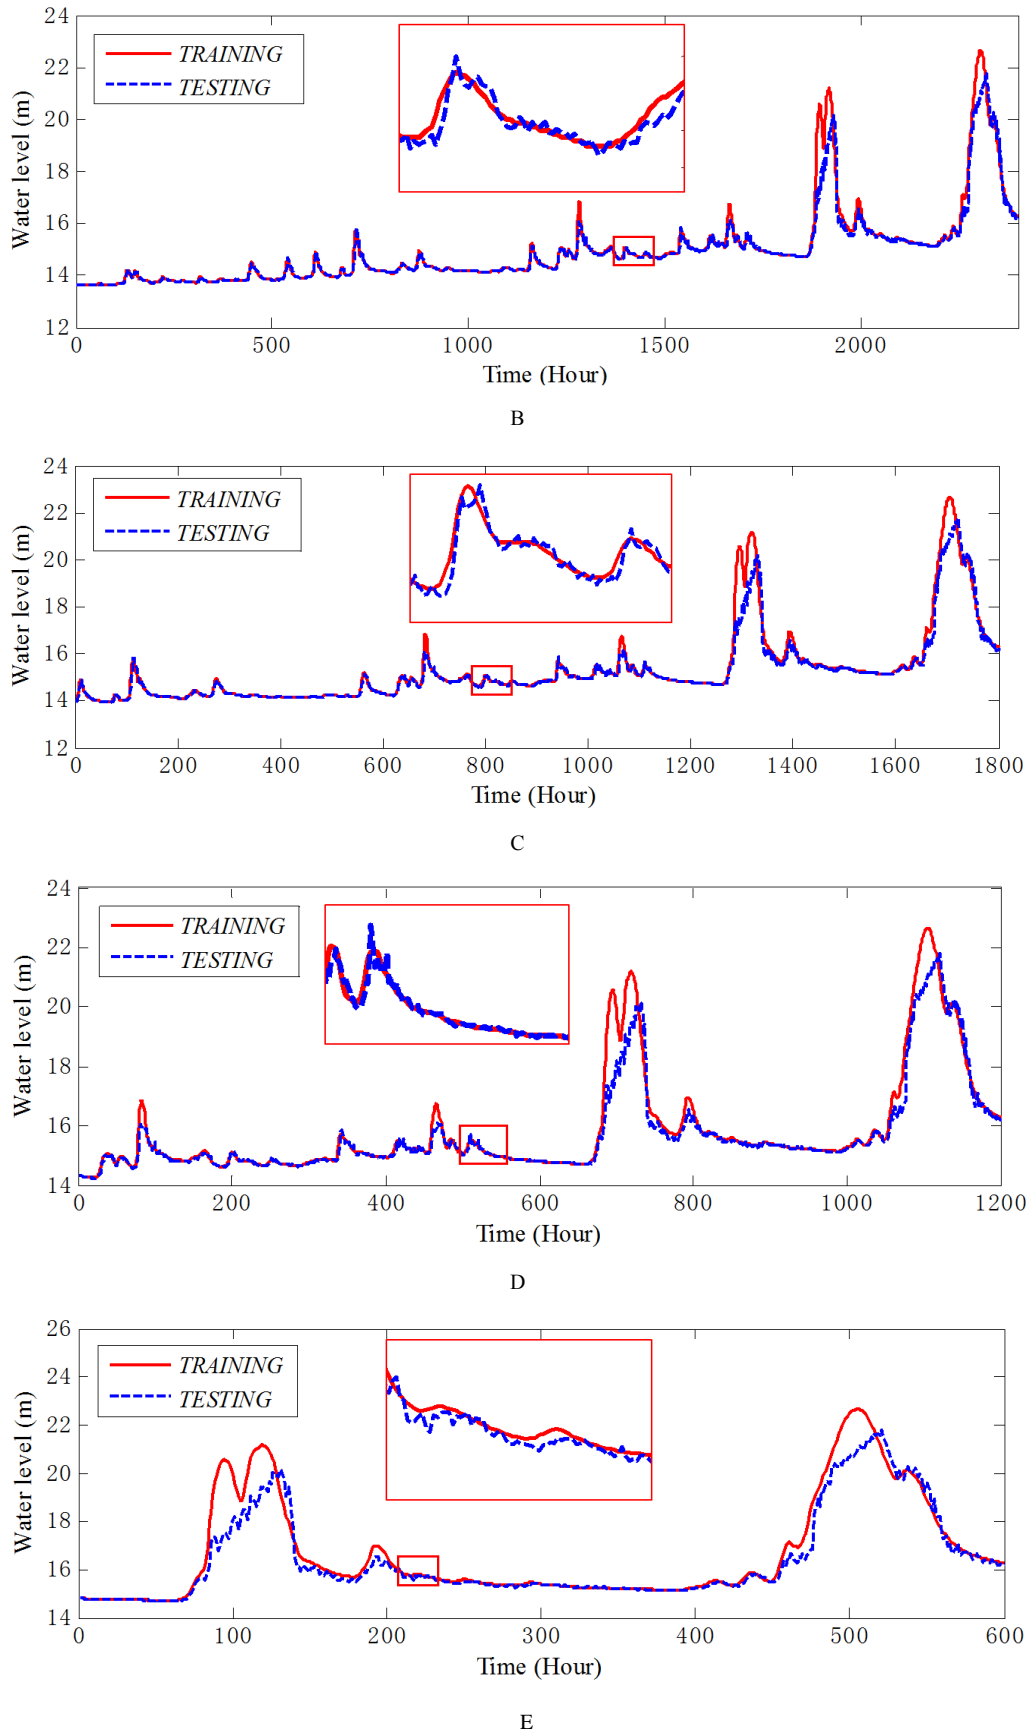 24
22
20
18
16
14
12
Water level (m)
TRAINING
TESTING
0 500 1000 1500 2000
Time (Hour)
B
24
22
20
18
16
14
12
Water level (m)
TRAINING
TESTING
0 200 400 600 800 1000 1200 1400 1600 1800
Time (Hour)
C
24
22
20
18
16
14
Water level (m)
TRAINING
TESTING
0 200 400 600 800 1000 1200
Time (Hour)
D
26
24
22
20
18
16
14
Water level (m)
TRAINING
TESTING
0 100 200 300 400 500 600
Time (Hour)
E